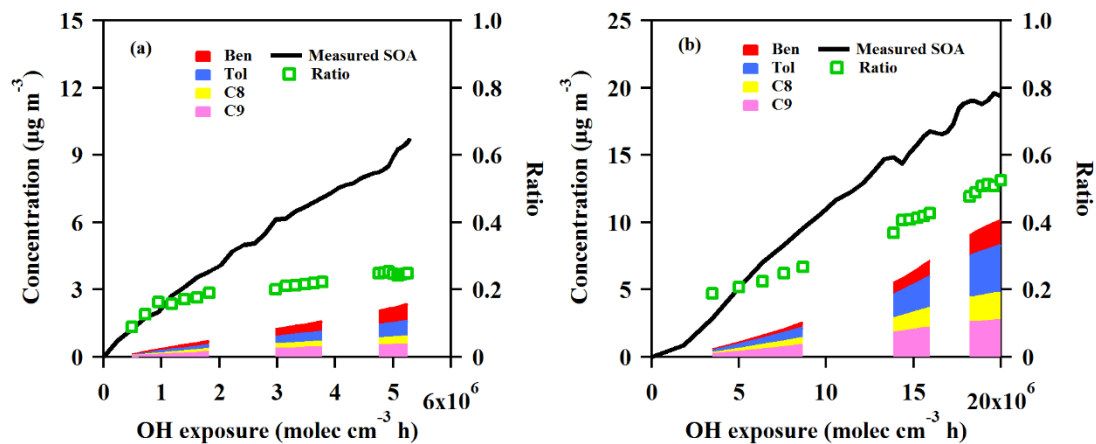 (a)
Ben
Measured SOA
Tol
Ratio
C8
C9
Concentration (μg m⁻³)
15
12
9
6
3
0
1.0
0.8
0.6
0.4
0.2
0
Ratio
0 1 2 3 4 5 6x10⁶
OH exposure (molec cm⁻³ h)
(b)
Ben
Measured SOA
Tol
Ratio
C8
C9
Concentration (μg m⁻³)
25
20
15
10
5
0
1.0
0.8
0.6
0.4
0.2
0
Ratio
0 5 10 15 20x10⁶
OH exposure (molec cm⁻³ h)